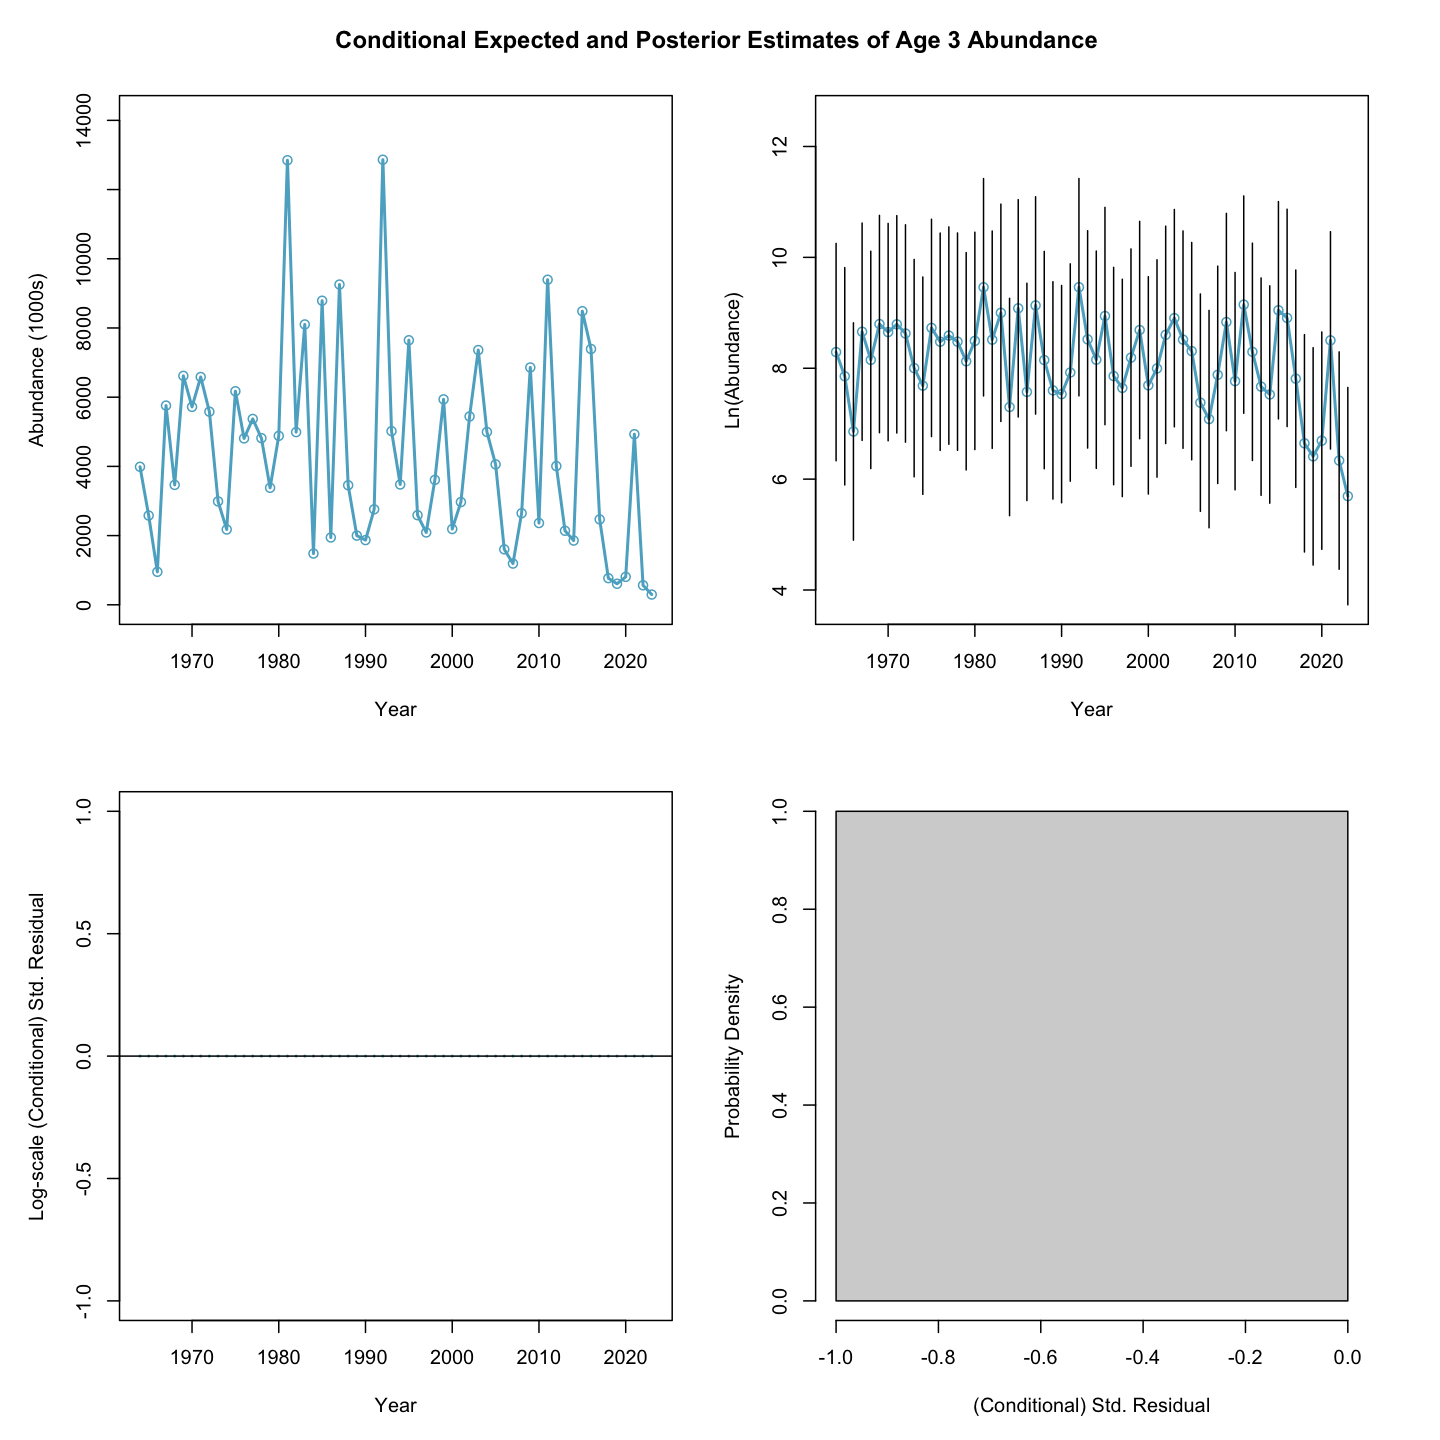 Conditional Expected and Posterior Estimates of Age 3 Abundance
Abundance (1000s)
14000
10000
8000
6000
4000
2000
0
1970 1980 1990 2000 2010 2020
Year
Ln(Abundance)
12
10
8
6
4
1970 1980 1990 2000 2010 2020
Year
Log-scale (Conditional) Std. Residual
1.0
0.5
0.0
-0.5
-1.0
1970 1980 1990 2000 2010 2020
Year
Probability Density
1.0
0.8
0.6
0.4
0.2
0.0
-1.0 -0.8 -0.6 -0.4 -0.2 0.0
(Conditional) Std. Residual